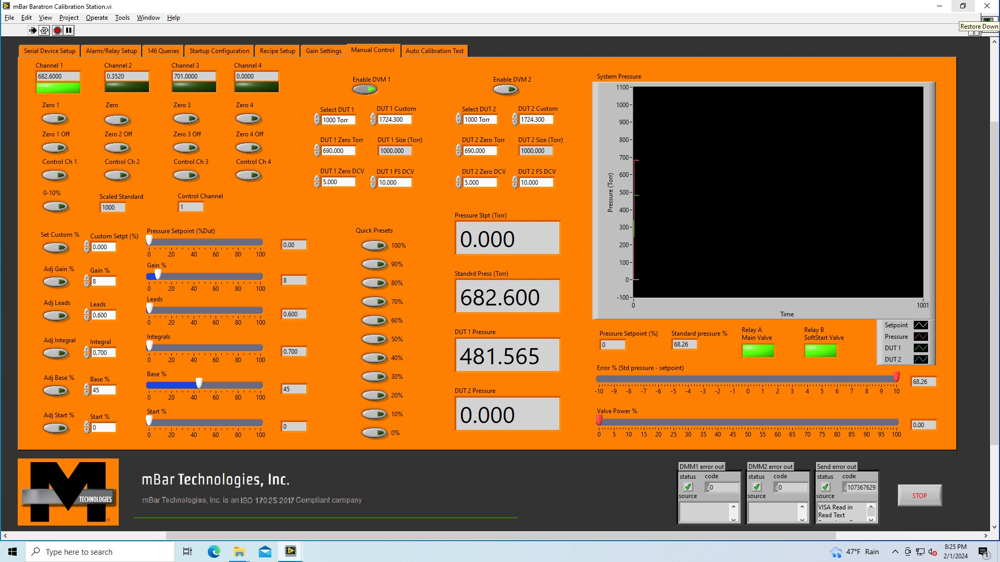 mBar Baratron Calibration Station.vi
File Edit View Project Operate Tools Window Help
Restore Down
Serial Device Setup Alarm/Relay Setup 146 Queries Startup Configuration Recipe Setup Gain Settings Manual Control Auto Calibration Test
Channel 1 Channel 2 Channel 3 Channel 4
682.6000 0.3520 701.0000 0.0000
Zero 1 Zero Zero 3 Zero 4
Zero 1 Off Zero 2 Off Zero 3 Off Zero 4 Off
Control Ch 1 Control Ch 2 Control Ch 3 Control Ch 4
0-10% Scaled Standard Control Channel
1000 1
Enable DVM 1 Enable DVM 2
Select DUT 1 DUT 1 Custom Select DUT 2 DUT 2 Custom
1000 Torr 1724.300 1000 Torr 1724.300
DUT 1 Zero Torr DUT 1 Size (Torr) DUT 2 Zero Torr DUT 2 Size (Torr)
690.000 1000.000 690.000 1000.000
DUT 1 Zero DCV DUT 1 FS DCV DUT 2 Zero DCV DUT 2 FS DCV
5.000 10.000 5.000 10.000
Set Custom % Custom Setpt (%) Pressure Setpoint (%Dut)
0.000 0.00
0 20 40 60 80 100
Adj Gain % Gain % Gain %
8 8
0 20 40 60 80 100
Adj Leads Leads Leads
0.600 0.600
0 20 40 60 80 100
Adj Integral Integral Integrals
0.700 0.700
0 20 40 60 80 100
Adj Base % Base % Base %
45 45
0 20 40 60 80 100
Adj Start % Start % Start %
0 0
0 20 40 60 80 100
Quick Presets
100%
90%
80%
70%
60%
50%
40%
30%
20%
10%
0%
Pressure Stpt (Torr)
0.000
Standrd Press (Torr)
682.600
DUT 1 Pressure
481.565
DUT 2 Pressure
0.000
System Pressure
Pressure (Torr)
1100
1000
900
800
700
600
500
400
300
200
100
0
-100
0 1001
Time
Setpoint
Pressure
DUT 1
DUT 2
Pressure Setpoint (%) Standard pressure % Relay A Main Valve Relay B SoftStart Valve
0 68.26
Error % (Std pressure - setpoint)
68.26
-10 -9 -8 -7 -6 -5 -4 -3 -2 -1 0 1 2 3 4 5 6 7 8 9 10
Valve Power %
0.00
0 5 10 15 20 25 30 35 40 45 50 55 60 65 70 75 80 85 90 95 100
M TECHNOLOGIES ®
mBar Technologies, Inc.
mBar Technologies, Inc. is an ISO 17025:2017 Compliant company
DMM1 error out DMM2 error out Send error out
status code status code status code
d0 d0 d107367629
source source source
VISA Read in
Read Text
STOP
Type here to search
47°F Rain
8:25 PM
2/1/2024
1